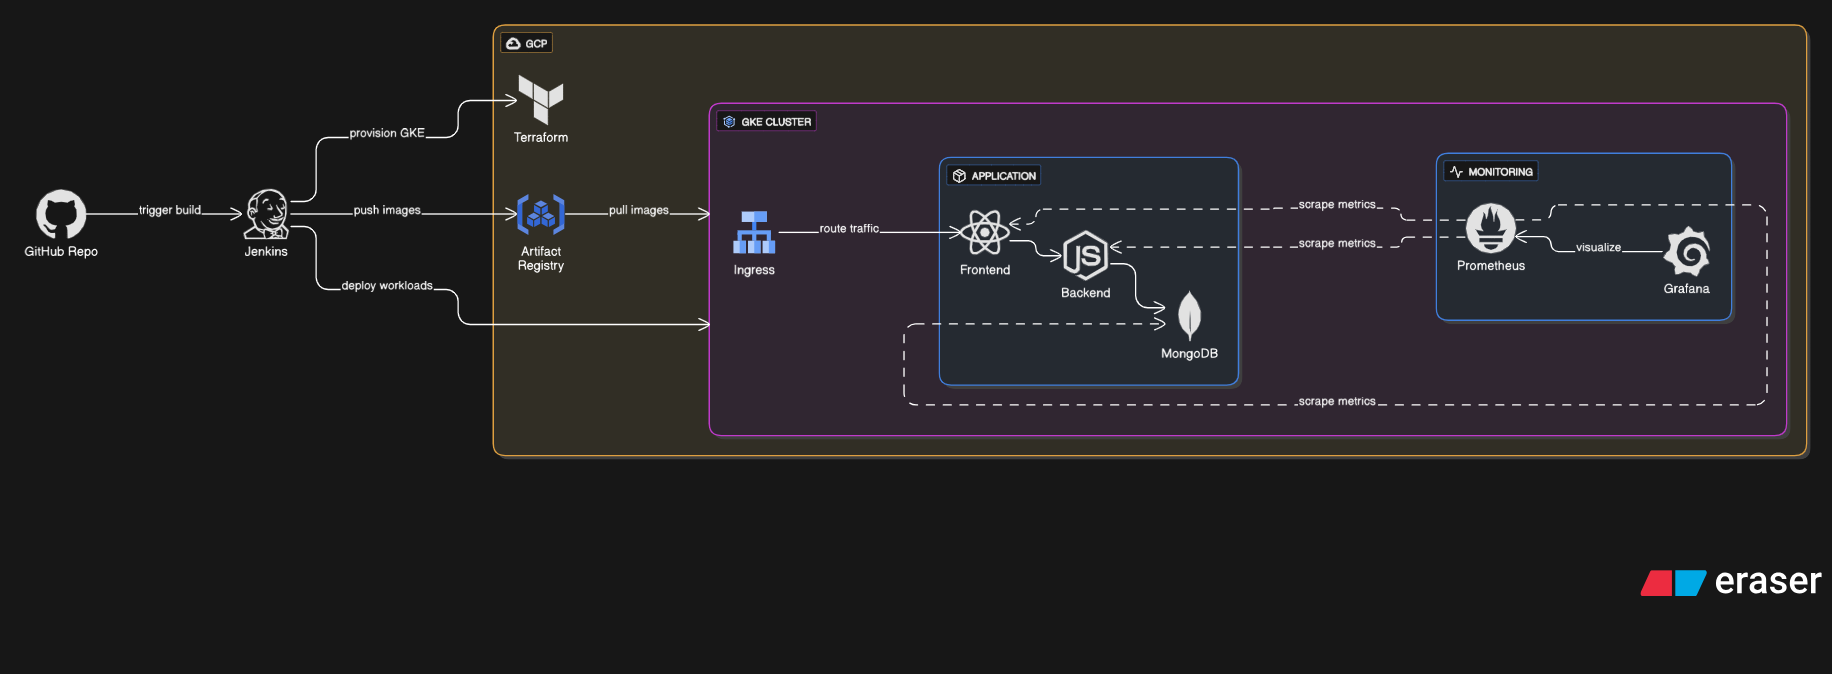 GCP
Terraform
provision GKE
GKE CLUSTER
APPLICATION
MONITORING
GitHub Repo
trigger build
Jenkins
push images
Artifact
Registry
pull images
deploy workloads
Ingress
route traffic
Frontend
JS
Backend
MongoDB
scrape metrics
scrape metrics
scrape metrics
Prometheus
visualize
Grafana
eraser